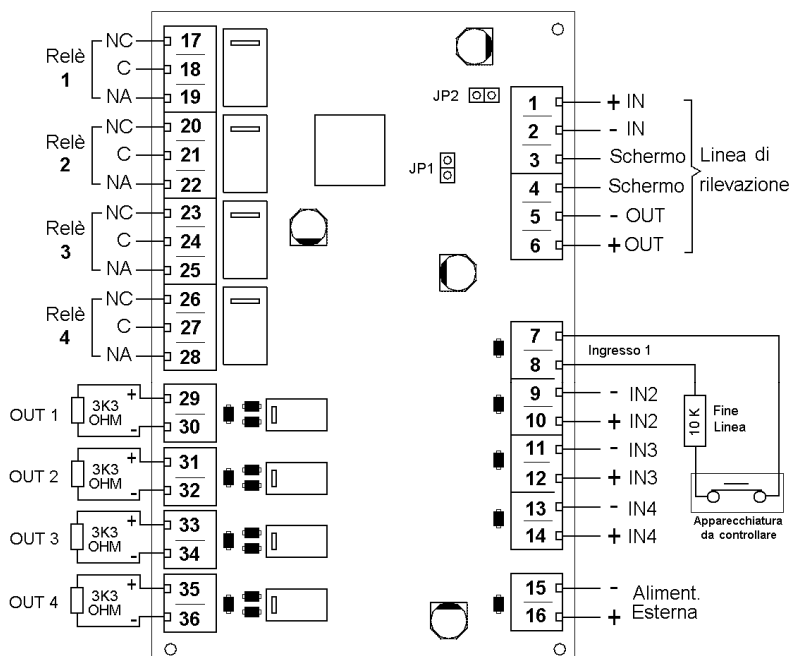 Relè
1
NC
C
NA
17
18
19
Relè
2
NC
C
NA
20
21
22
Relè
3
NC
C
NA
23
24
25
Relè
4
NC
C
NA
26
27
28
OUT 1
3K3
OHM
+
-
29
30
OUT 2
3K3
OHM
+
-
31
32
OUT 3
3K3
OHM
+
-
33
34
OUT 4
3K3
OHM
+
-
35
36
JP2
JP1
1 + IN
2 - IN
3 Schermo
4 Schermo
5 - OUT
6 + OUT
Linea di
rilevazione
7
8
Ingresso 1
9 - IN2
10 + IN2
11 - IN3
12 + IN3
13 - IN4
14 + IN4
10 K
Fine
Linea
Apparecchiatura
da controllare
15 -
16 +
Aliment.
Esterna